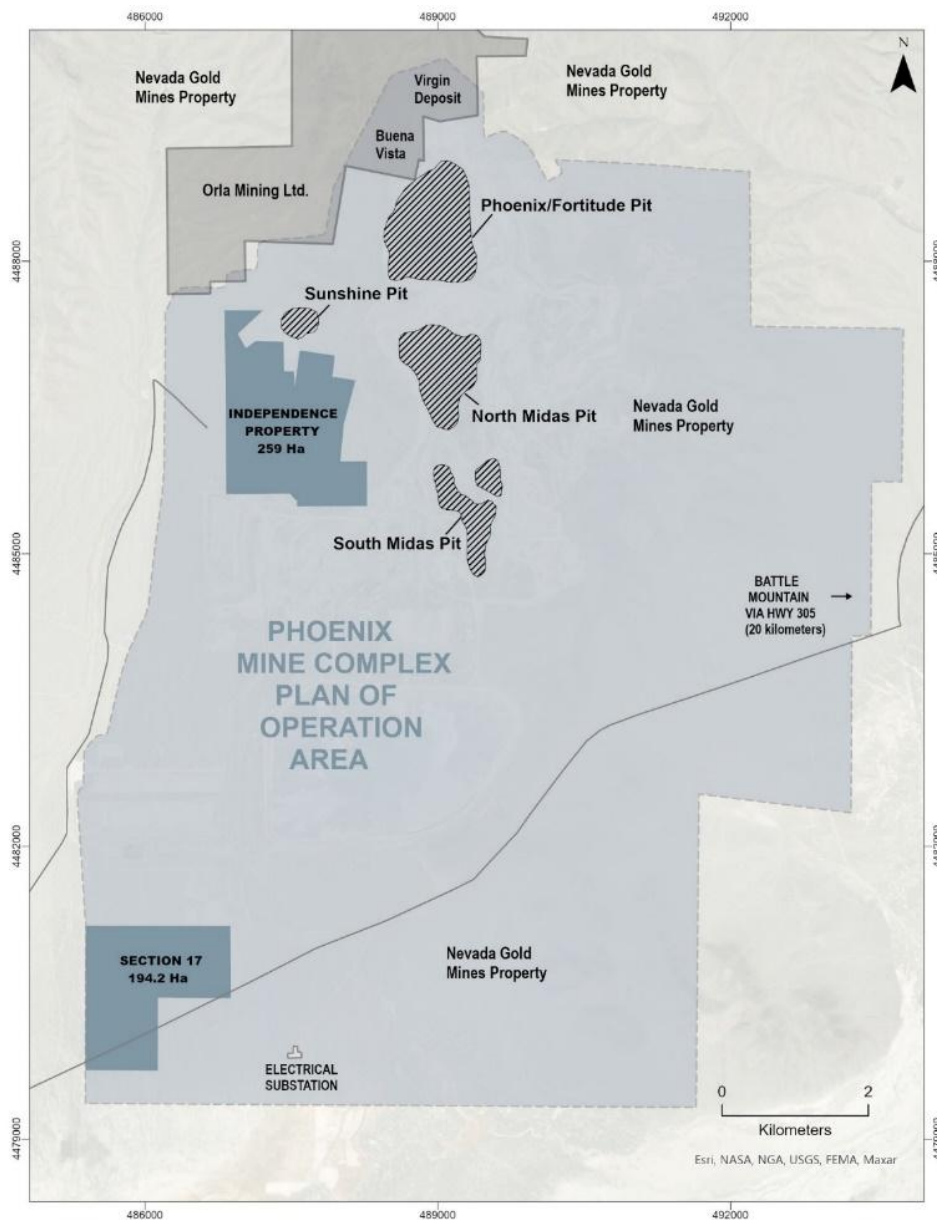 486000
489000
492000
N
Nevada Gold
Mines Property
Virgin
Deposit
Nevada Gold
Mines Property
Buena
Vista
Orla Mining Ltd.
Phoenix/Fortitude Pit
4488000
4488000
Sunshine Pit
INDEPENDENCE
PROPERTY
259 Ha
North Midas Pit
Nevada Gold
Mines Property
South Midas Pit
4485000
4485000
BATTLE
MOUNTAIN
VIA HWY 305
(20 kilometers)
PHOENIX
MINE COMPLEX
PLAN OF
OPERATION
AREA
4482000
4482000
SECTION 17
194.2 Ha
Nevada Gold
Mines Property
ELECTRICAL
SUBSTATION
0 2
Kilometers
4479000
4479000
Esri, NASA, NGA, USGS, FEMA, Maxar
486000
489000
492000